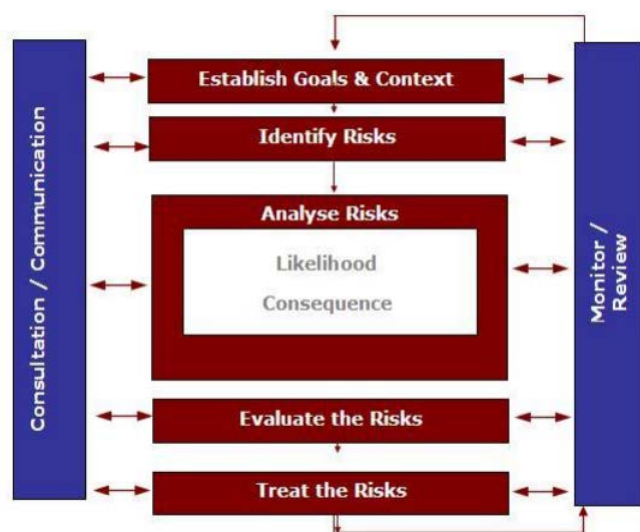 Establish Goals & Context
Identify Risks
Analyse Risks
Likelihood
Consequence
Evaluate the Risks
Treat the Risks
Consultation / Communication
Monitor /
Review